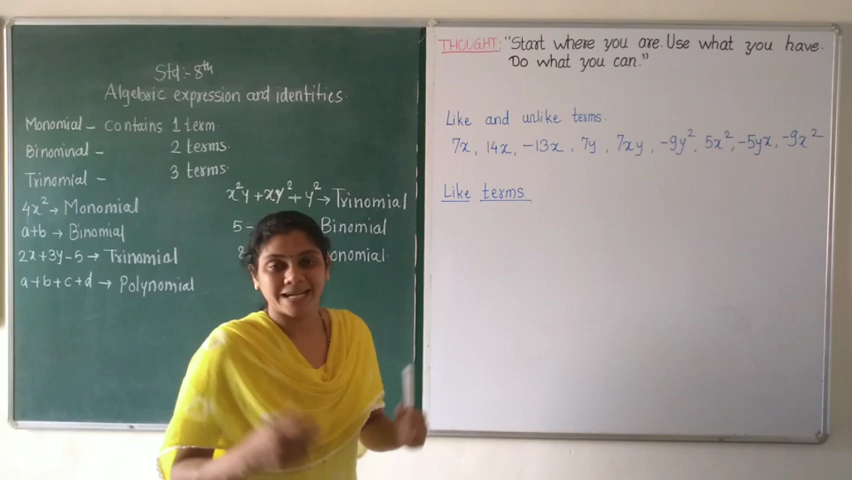 Std:- 8th
Algebraic expression and identities.
Monomial - contains 1 term.
Binominal - 2 terms.
Trinomial - 3 terms.
4x² → Monomial
a+b → Binomial
2x+3y-5 → Trinomial
a+b+c+d → Polynomial
x²y + xy² + y² → Trinomial
5 - Binomial
8 onomial.
THOUGHT: "Start where you are. Use what you have.
Do what you can."
Like and unlike terms.
7x, 14x, -13x, 7y, 7xy, -9y², 5x², -5yx, -9x²
Like terms